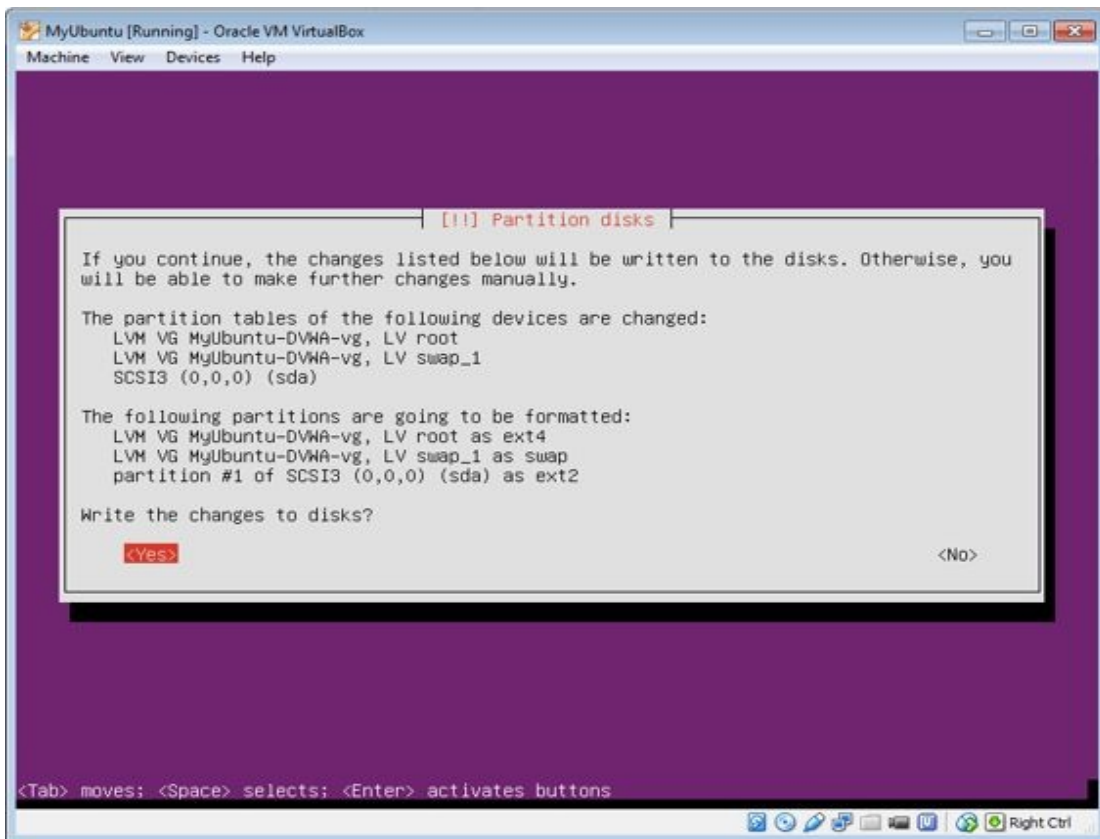 MyUbuntu [Running] - Oracle VM VirtualBox
Machine View Devices Help
[!!] Partition disks
If you continue, the changes listed below will be written to the disks. Otherwise, you
will be able to make further changes manually.
The partition tables of the following devices are changed:
LVM VG MyUbuntu-DVWA-vg, LV root
LVM VG MyUbuntu-DVWA-vg, LV swap_1
SCSI3 (0,0,0) (sda)
The following partitions are going to be formatted:
LVM VG MyUbuntu-DVWA-vg, LV root as ext4
LVM VG MyUbuntu-DVWA-vg, LV swap_1 as swap
partition #1 of SCSI3 (0,0,0) (sda) as ext2
Write the changes to disks?
<Yes> <No>
<Tab> moves; <Space> selects; <Enter> activates buttons
Right Ctrl